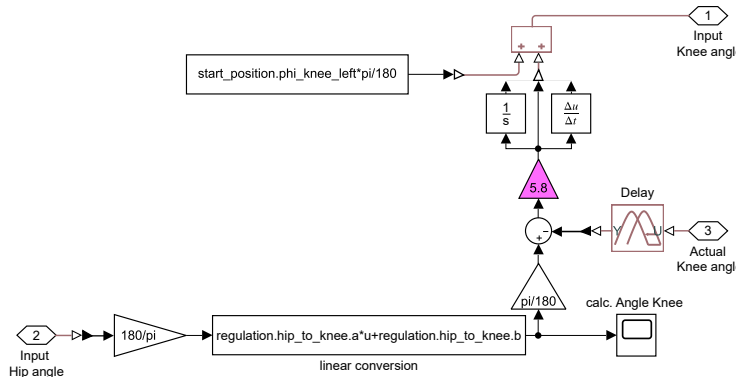 1
Input
Knee angl
+ +
start_position.phi_knee_left*pi/180
1
s
Δu
Δt
5.8
Delay
Y U
3
Actual
Knee angl
−
+
pi/180
calc. Angle Knee
2
Input
Hip angle
180/pi
regulation.hip_to_knee.a*u+regulation.hip_to_knee.b
linear conversion